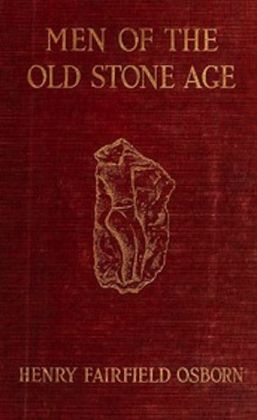 MEN OF THE
OLD STONE AGE
HENRY FAIRFIELD OSBORN